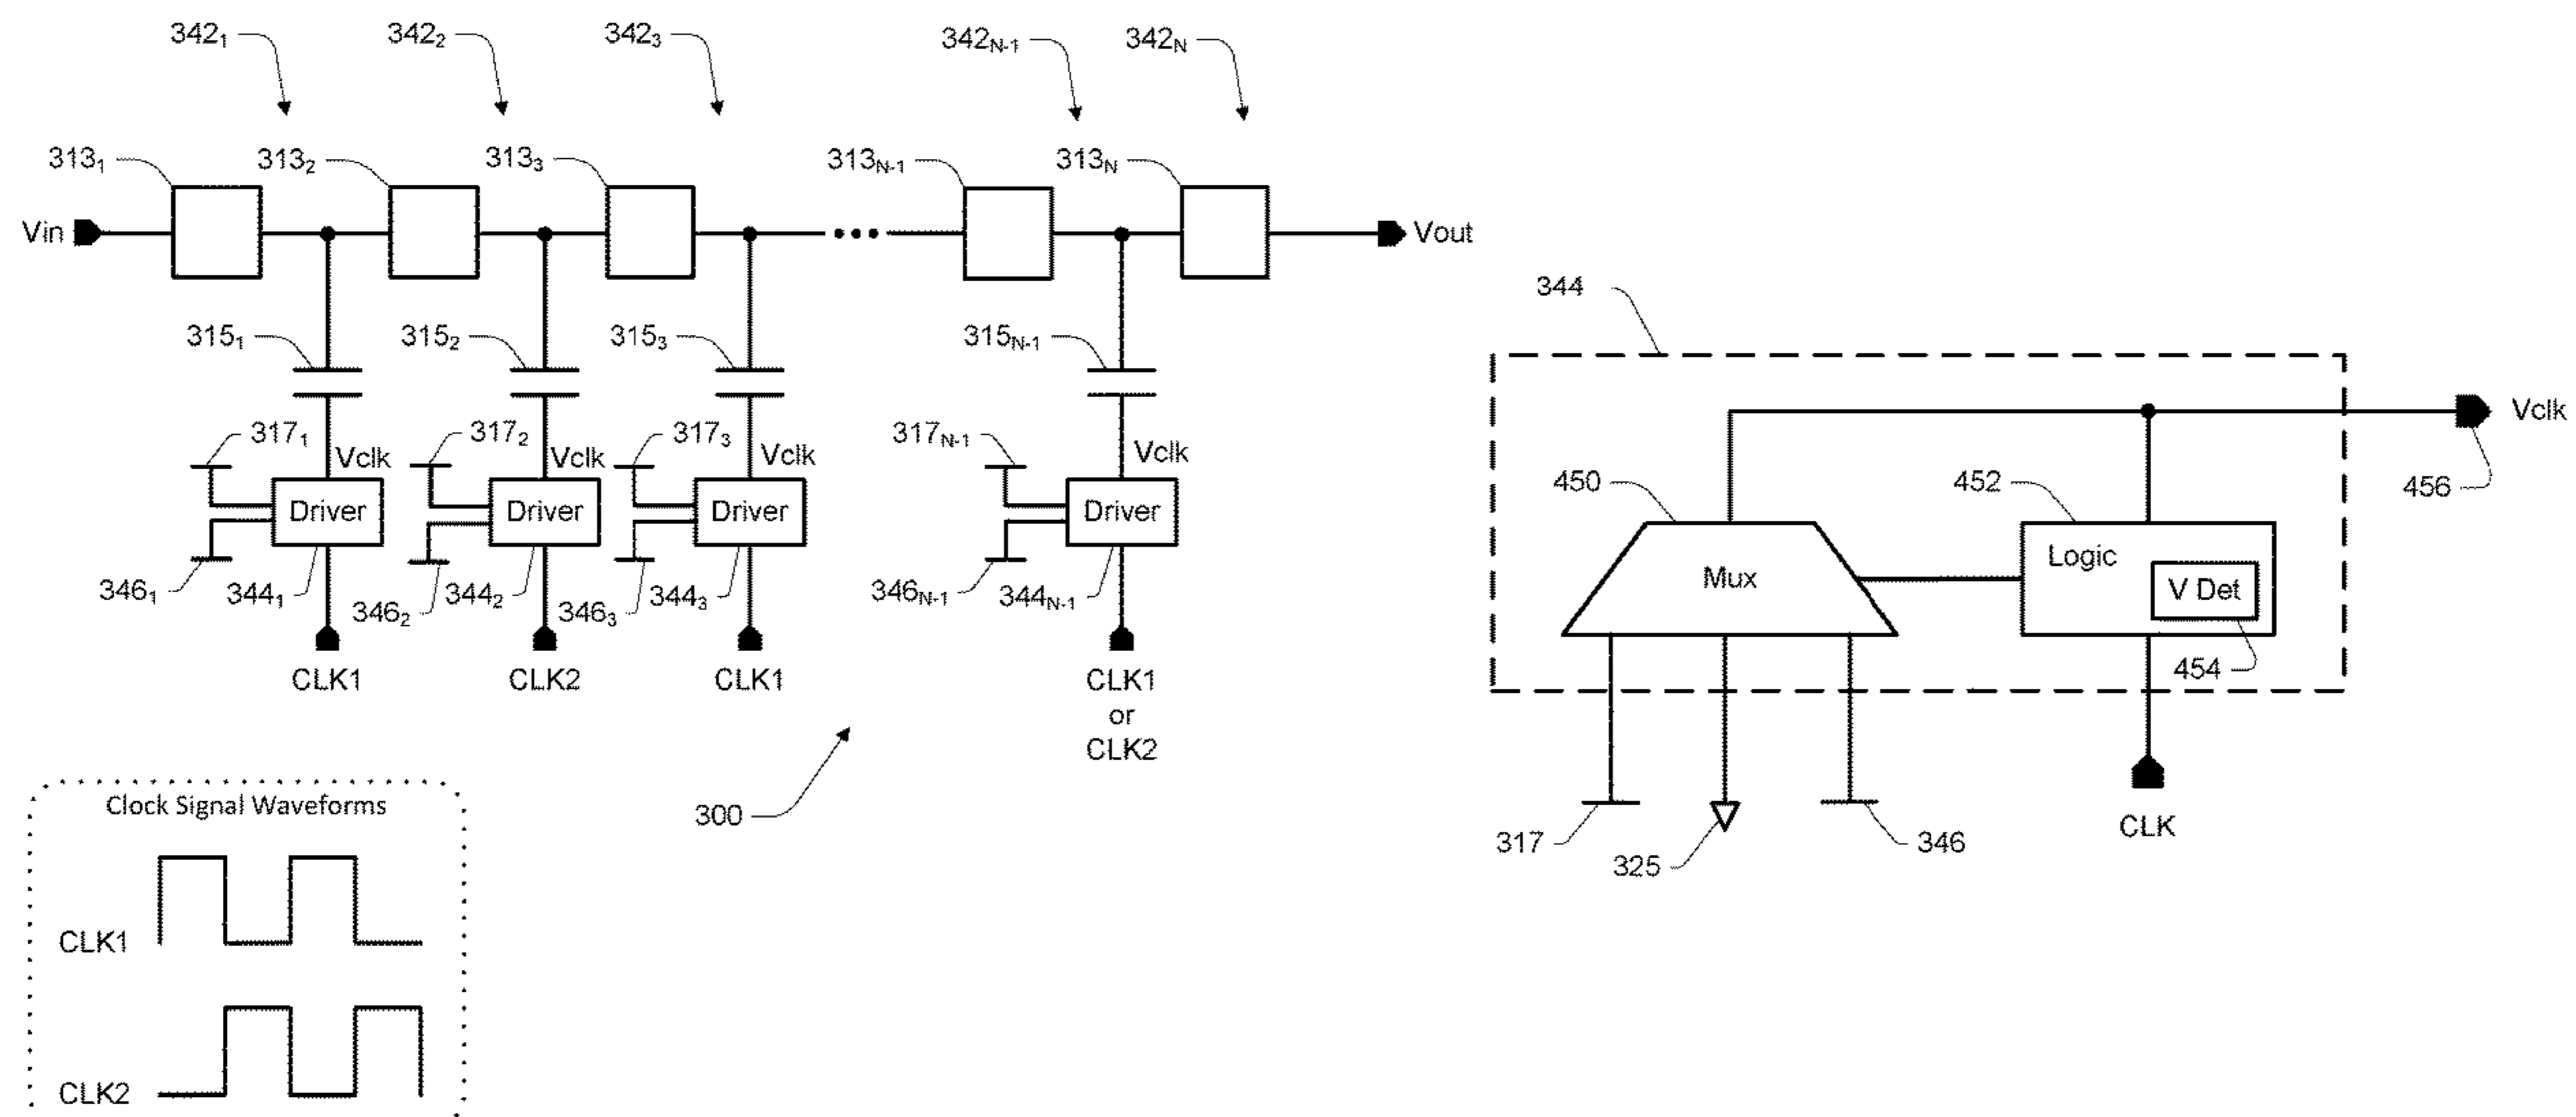 342₁ 342₂ 342₃ 342N-1 342N
313₁ 313₂ 313₃ 313N-1 313N
Vin Vout
315₁ 315₂ 315₃ 315N-1
317₁ 317₂ 317₃ 317N-1
Vclk Vclk Vclk Vclk
Driver Driver Driver Driver
346₁ 344₁ 346₂ 344₂ 346₃ 344₃ 346N-1 344N-1
CLK1 CLK2 CLK1 CLK1
or
CLK2
300
Clock Signal Waveforms
CLK1
CLK2
344
Vclk
450 452 456
Logic
Mux V Det
454
317 325 346 CLK